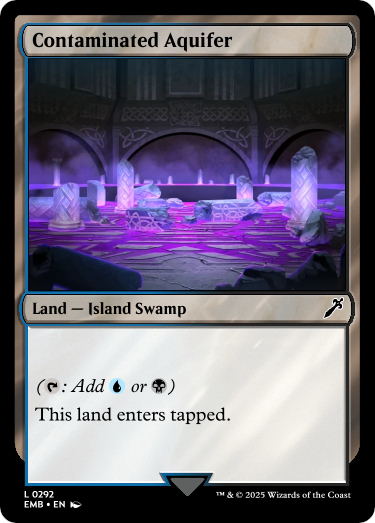 Contaminated Aquifer
Land — Island Swamp
(: Add or )
This land enters tapped.
L 0292
EMB • EN
™ & © 2025 Wizards of the Coast